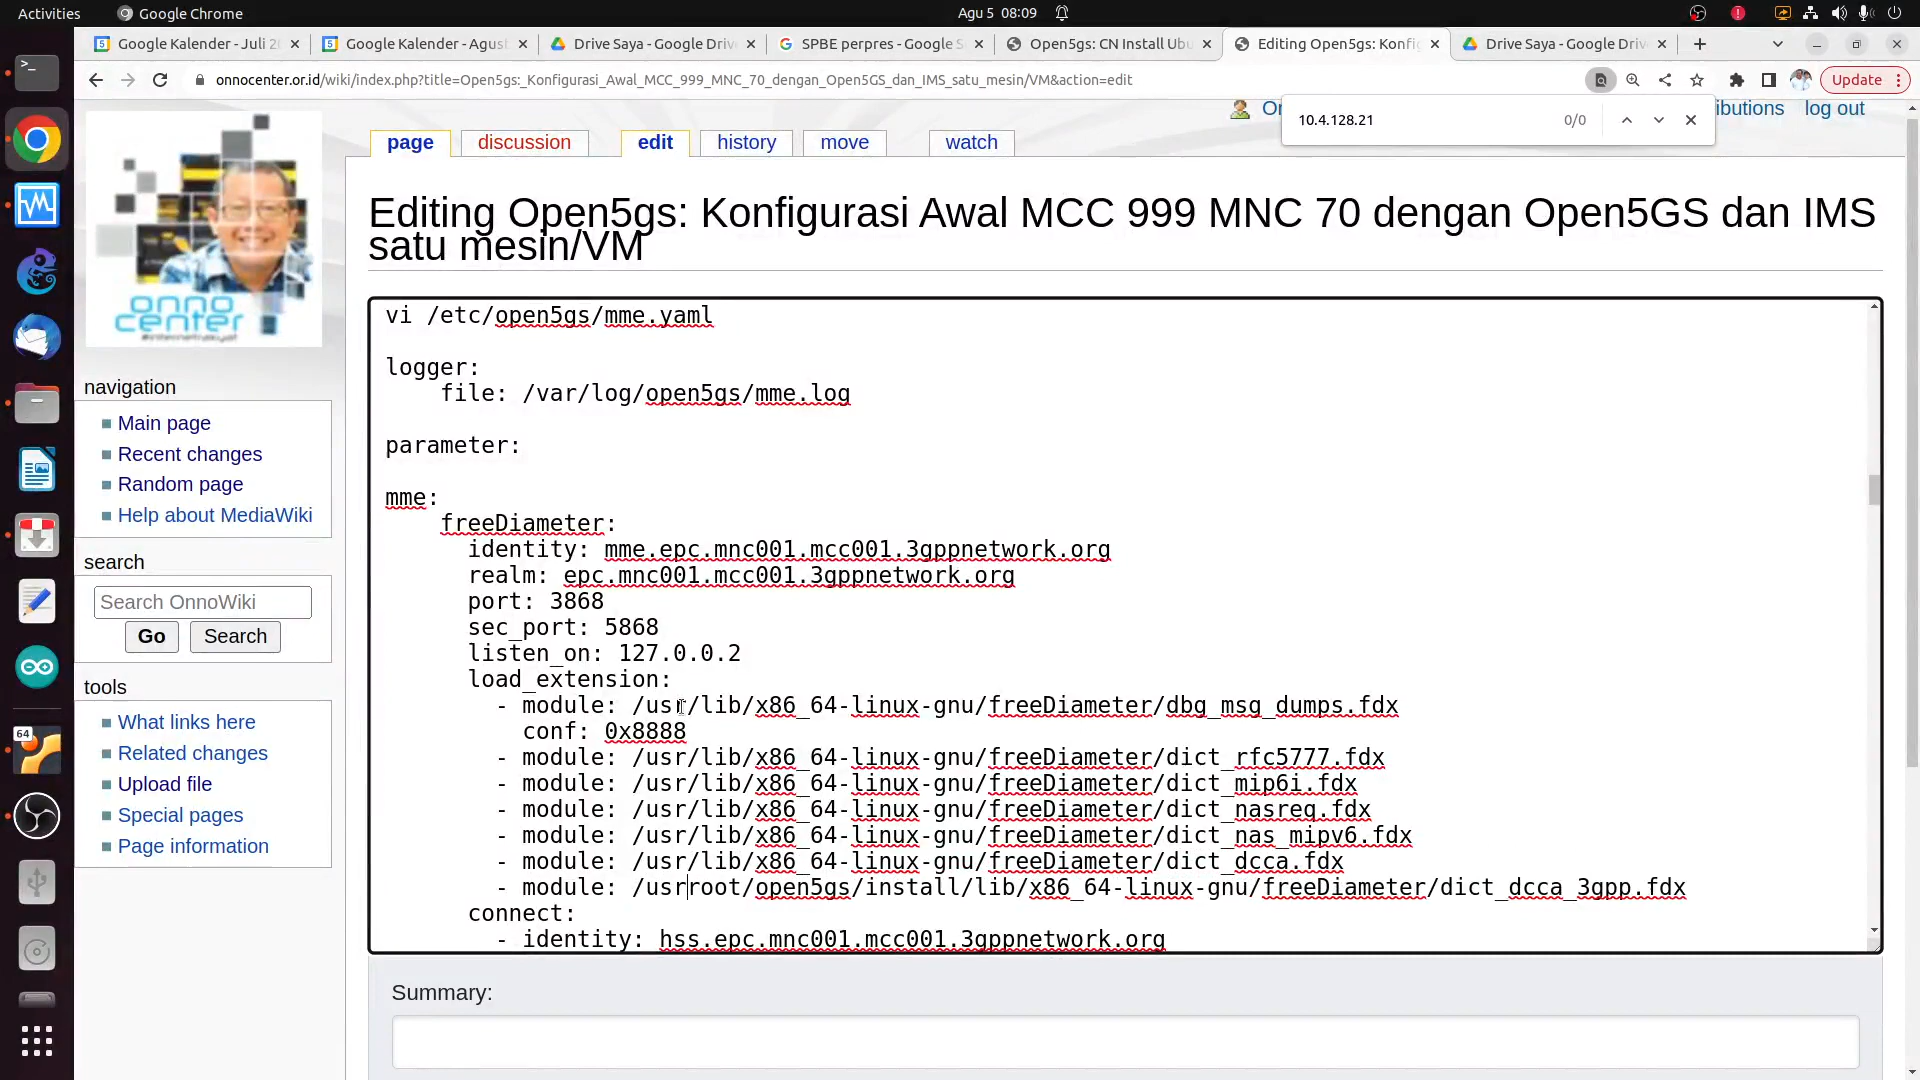 Activities
Google Chrome
Agu 5 08:09
Google Kalender - Juli 2
Google Kalender - Agust
Drive Saya - Google Drive
SPBE perpres - Google S
Open5gs: CN Install Ubu
Editing Open5gs: Konfig
Drive Saya - Google Drive
onnocenter.or.id/wiki/index.php?title=Open5gs:_Konfigurasi_Awal_MCC_999_MNC_70_dengan_Open5GS_dan_IMS_satu_mesin/VM&action=edit
Update
10.4.128.21
0/0
On
ributions
log out
page
discussion
edit
history
move
watch
onno
center
Editing Open5gs: Konfigurasi Awal MCC 999 MNC 70 dengan Open5GS dan IMS
satu mesin/VM
navigation
Main page
Recent changes
Random page
Help about MediaWiki
search
Search OnnoWiki
Go
Search
tools
What links here
Related changes
Upload file
Special pages
Page information
64
vi /etc/open5gs/mme.yaml
logger:
file: /var/log/open5gs/mme.log
parameter:
mme:
freeDiameter:
identity: mme.epc.mnc001.mcc001.3gppnetwork.org
realm: epc.mnc001.mcc001.3gppnetwork.org
port: 3868
sec_port: 5868
listen_on: 127.0.0.2
load_extension:
- module: /usr/lib/x86_64-linux-gnu/freeDiameter/dbg_msg_dumps.fdx
conf: 0x8888
- module: /usr/lib/x86_64-linux-gnu/freeDiameter/dict_rfc5777.fdx
- module: /usr/lib/x86_64-linux-gnu/freeDiameter/dict_mip6i.fdx
- module: /usr/lib/x86_64-linux-gnu/freeDiameter/dict_nasreq.fdx
- module: /usr/lib/x86_64-linux-gnu/freeDiameter/dict_nas_mipv6.fdx
- module: /usr/lib/x86_64-linux-gnu/freeDiameter/dict_dcca.fdx
- module: /usrroot/open5gs/install/lib/x86_64-linux-gnu/freeDiameter/dict_dcca_3gpp.fdx
connect:
- identity: hss.epc.mnc001.mcc001.3gppnetwork.org
Summary: